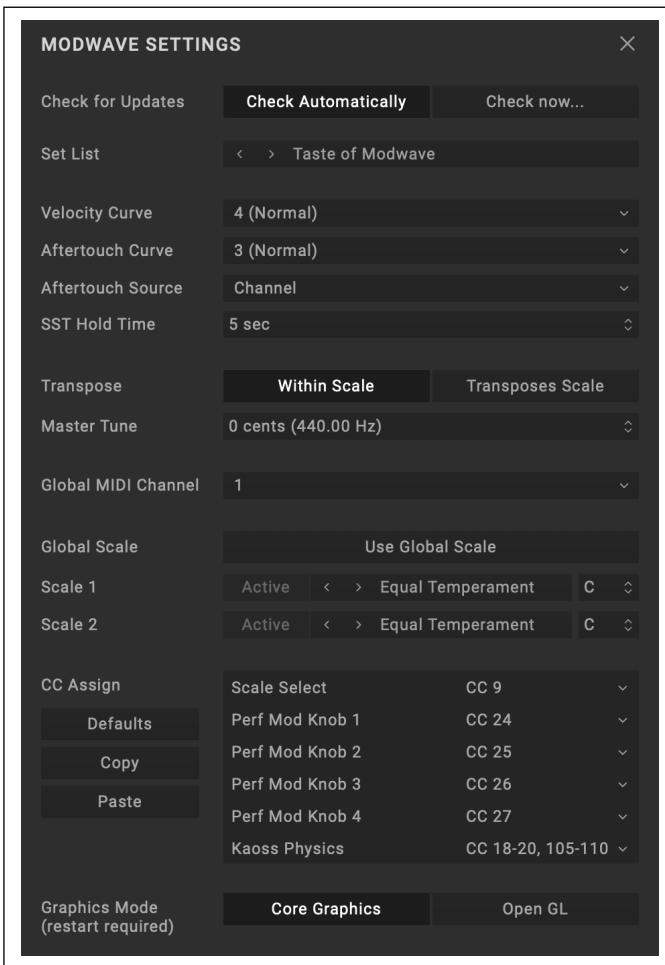 MODWAVE SETTINGS
Check for Updates Check Automatically Check now...
Set List < > Taste of Modwave
Velocity Curve 4 (Normal)
Aftertouch Curve 3 (Normal)
Aftertouch Source Channel
SST Hold Time 5 sec
Transpose Within Scale Transposes Scale
Master Tune 0 cents (440.00 Hz)
Global MIDI Channel 1
Global Scale Use Global Scale
Scale 1 Active < > Equal Temperament C
Scale 2 Active < > Equal Temperament C
CC Assign Scale Select CC 9
Defaults Perf Mod Knob 1 CC 24
Perf Mod Knob 2 CC 25
Copy
Perf Mod Knob 3 CC 26
Paste
Perf Mod Knob 4 CC 27
Kaoss Physics CC 18-20, 105-110
Graphics Mode Core Graphics Open GL
(restart required)